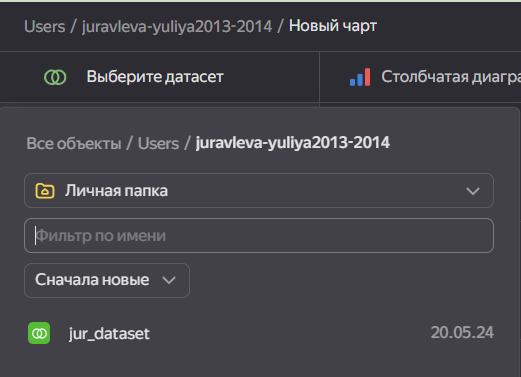 Users / juravleva-yuliya2013-2014 / Новый чарт
Выберите датасет
Столбчатая диагра
Все объекты / Users / juravleva-yuliya2013-2014
Личная папка
Фильтр по имени
Сначала новые
jur_dataset 20.05.24